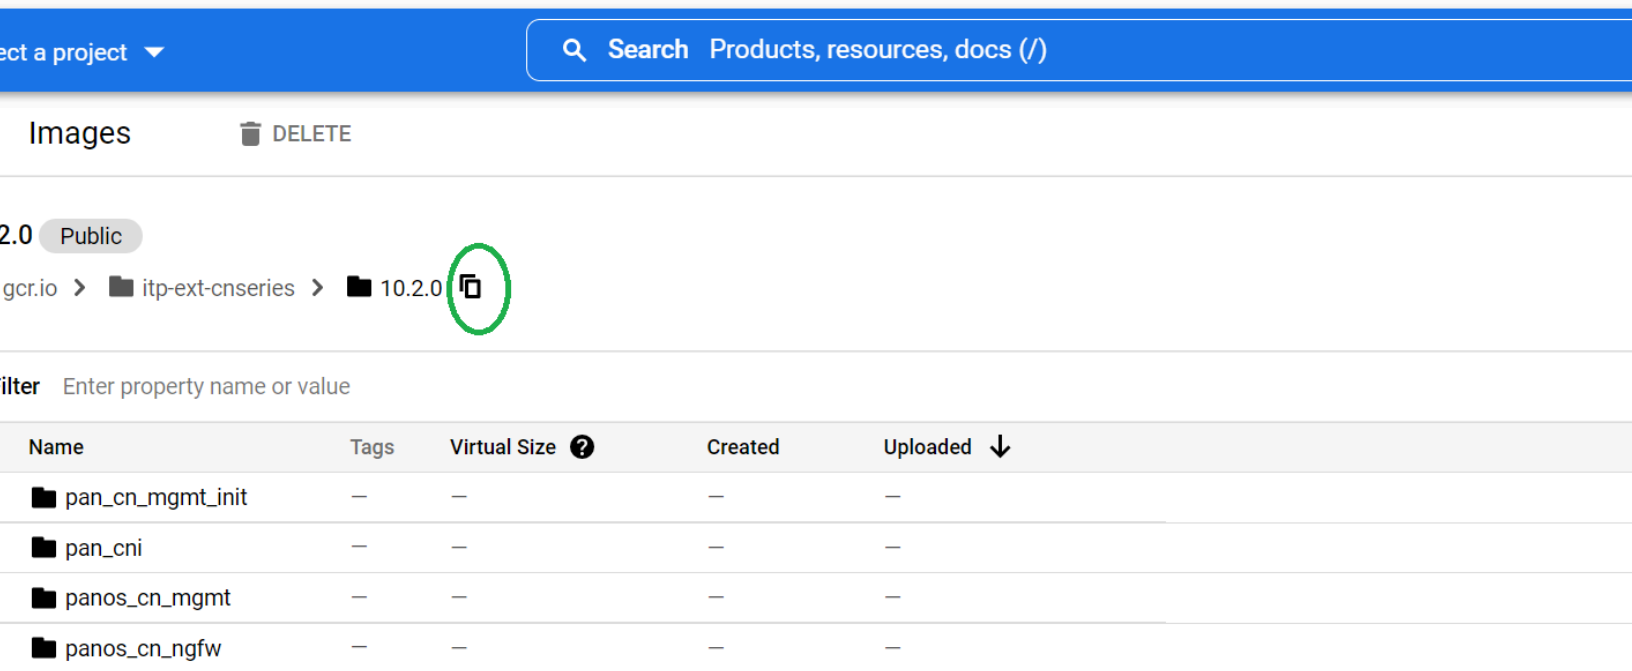 ect a project
Search Products, resources, docs (/)
Images DELETE
2.0 Public
gcr.io > itp-ext-cnseries > 10.2.0
ilter Enter property name or value
Name Tags Virtual Size ? Created Uploaded ↓
pan_cn_mgmt_init — — — —
pan_cni — — — —
panos_cn_mgmt — — — —
panos_cn_ngfw — — — —